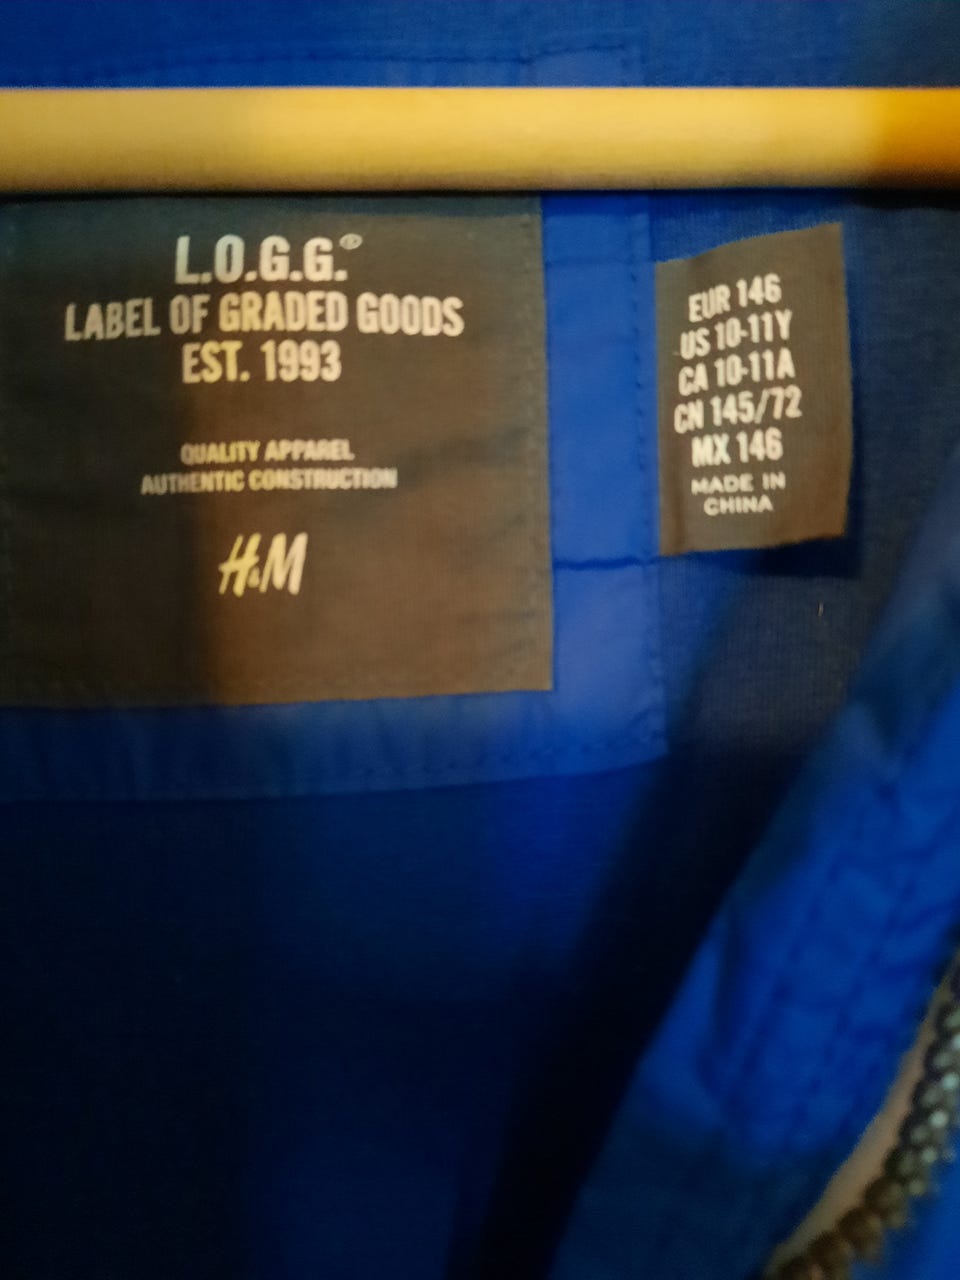 L.O.G.G.®
LABEL OF GRADED GOODS
EST. 1993
QUALITY APPAREL
AUTHENTIC CONSTRUCTION
H&M
EUR 146
US 10-11Y
CA 10-11A
CN 145/72
MX 146
MADE IN
CHINA